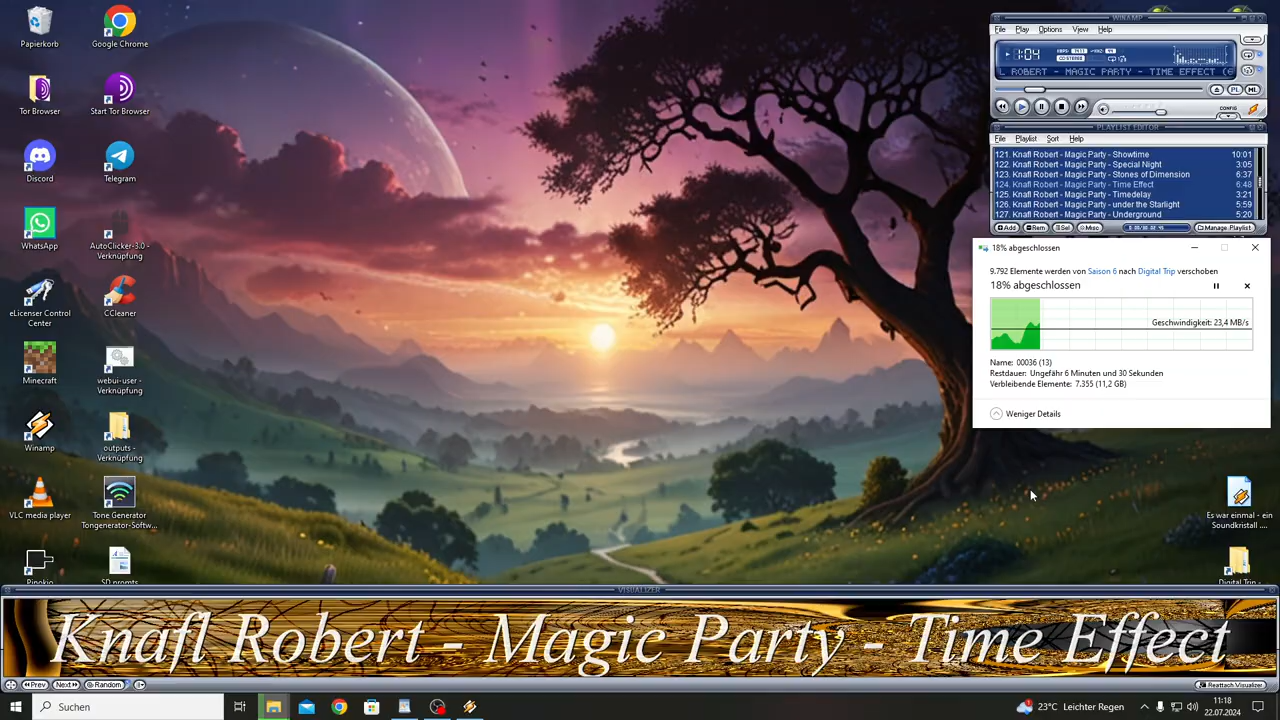 Papierkorb
Google Chrome
Tor Browser
Start Tor Browser
Discord
Telegram
WhatsApp
AutoClicker-3.0 -
Verknüpfung
eLicenser Control
Center
CCleaner
Minecraft
webui-user -
Verknüpfung
Winamp
outputs -
Verknüpfung
VLC media player
Tone Generator
Tongenerator-Softw...
Pinokio
SD promts
WINAMP
File Play Options View Help
1:04
L ROBERT - MAGIC PARTY - TIME EFFECT
PL ML
CONFIG
PLAYLIST EDITOR
File Playlist Sort Help
121. Knafl Robert - Magic Party - Showtime 10:01
122. Knafl Robert - Magic Party - Special Night 3:05
123. Knafl Robert - Magic Party - Stones of Dimension 6:37
124. Knafl Robert - Magic Party - Time Effect 6:48
125. Knafl Robert - Magic Party - Timedelay 3:21
126. Knafl Robert - Magic Party - under the Starlight 5:59
127. Knafl Robert - Magic Party - Underground 5:20
Add Rem Sel Misc Manage Playlist
18% abgeschlossen
9.792 Elemente werden von Saison 6 nach Digital Trip verschoben
18% abgeschlossen
Geschwindigkeit: 23,4 MB/s
Name: 00036 (13)
Restdauer: Ungefähr 6 Minuten und 30 Sekunden
Verbleibende Elemente: 7.355 (11,2 GB)
Weniger Details
Es war einmal - ein
Soundkristall ....
Digital Trip -
VISUALIZER
Knafl Robert - Magic Party - Time Effect
Prev Next Random
Reattach Visualizer
Suchen
23°C Leichter Regen
11:18
22.07.2024